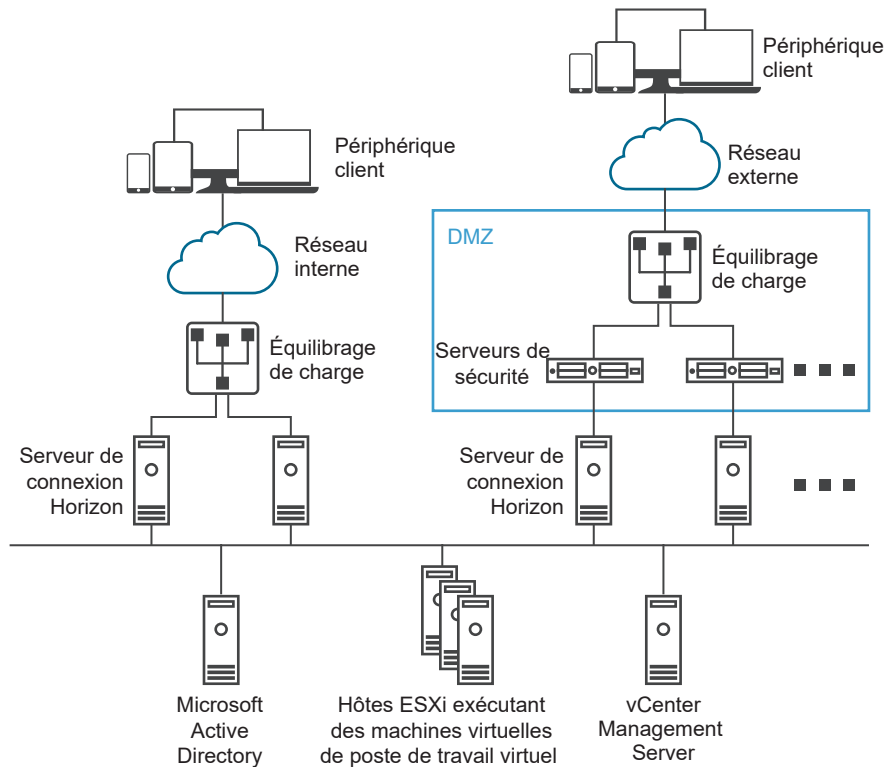 Périphérique
client
Réseau
externe
DMZ
Équilibrage
de charge
Serveurs de
sécurité
Périphérique
client
Réseau
interne
Équilibrage
de charge
Serveur de
connexion
Horizon
Serveur de
connexion
Horizon
Microsoft
Active
Directory
Hôtes ESXi exécutant
des machines virtuelles
de poste de travail virtuel
vCenter
Management
Server